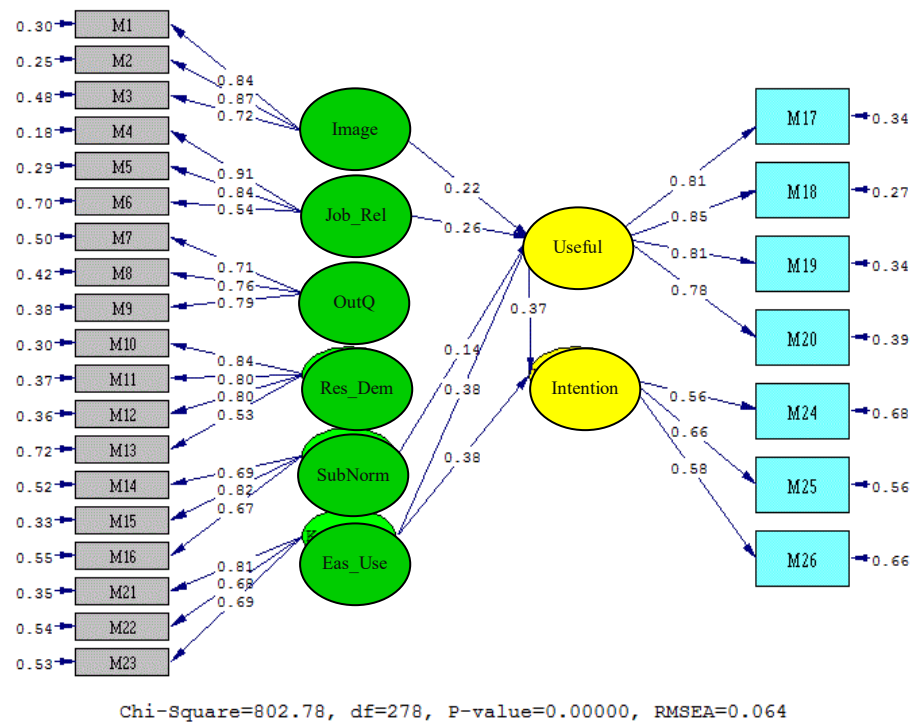 0.30 M1
0.25 M2
0.48 M3
0.18 M4
0.29 M5
0.70 M6
0.50 M7
0.42 M8
0.38 M9
0.30 M10
0.37 M11
0.36 M12
0.72 M13
0.52 M14
0.33 M15
0.55 M16
0.35 M21
0.54 M22
0.53 M23
0.84
0.87
0.72
0.91
0.84
0.54
0.71
0.76
0.79
0.84
0.80
0.80
0.53
0.69
0.82
0.67
0.81
0.68
0.69
Image
Job_Rel
OutQ
Res_Dem
SubNorm
Eas_Use
0.22
0.26
0.14
0.38
0.37
0.38
Useful
Intention
0.81
0.85
0.81
0.78
0.56
0.66
0.58
M17 0.34
M18 0.27
M19 0.34
M20 0.39
M24 0.68
M25 0.56
M26 0.66
Chi-Square=802.78, df=278, P-value=0.00000, RMSEA=0.064